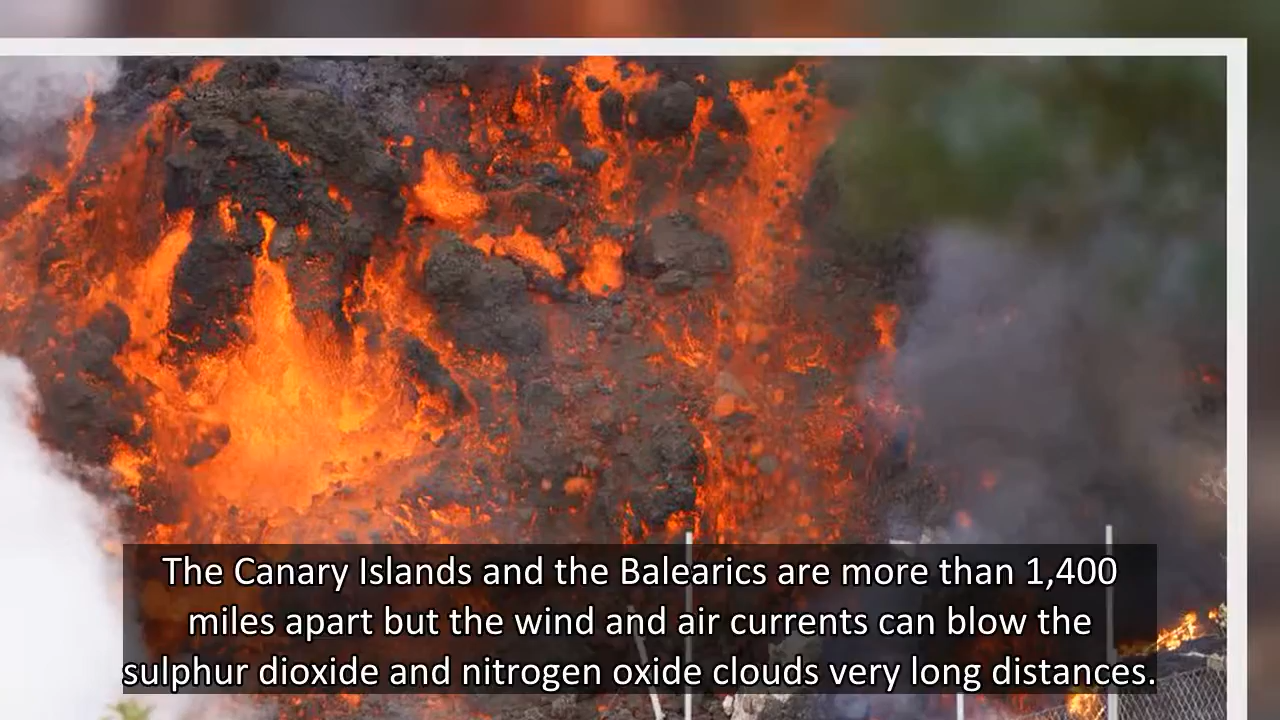 The Canary Islands and the Balearics are more than 1,400
miles apart but the wind and air currents can blow the
sulphur dioxide and nitrogen oxide clouds very long distances.